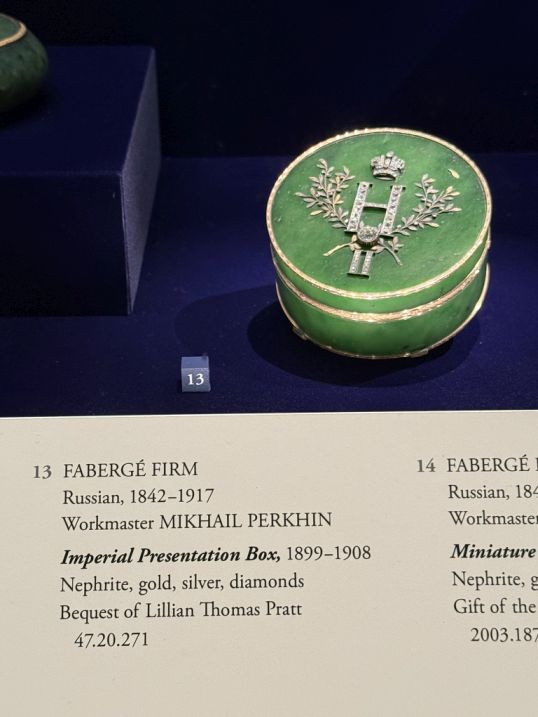 Н
II
13
13 FABERGÉ FIRM
Russian, 1842–1917
Workmaster MIKHAIL PERKHIN
Imperial Presentation Box, 1899–1908
Nephrite, gold, silver, diamonds
Bequest of Lillian Thomas Pratt
47.20.271
14 FABERGÉ
Russian, 184
Workmaster
Miniature
Nephrite, g
Gift of the
2003.187